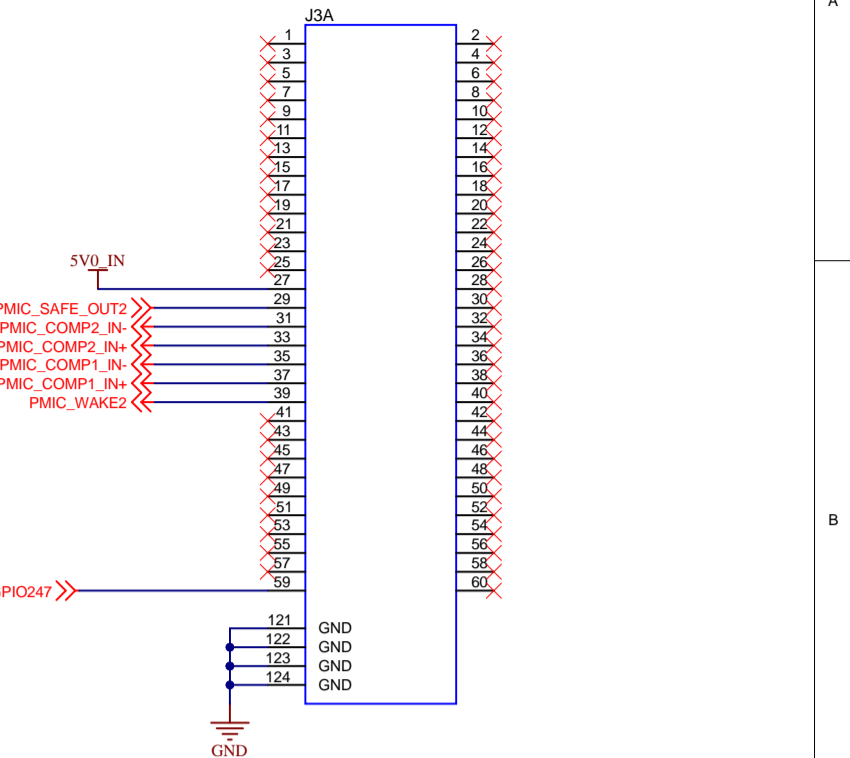 A
J3A
1 2
3 4
5 6
7 8
9 10
11 12
13 14
15 16
17 18
19 20
21 22
23 24
25 26
5V0_IN
27 28
PMIC_SAFE_OUT2 29 30
PMIC_COMP2_IN- 31 32
PMIC_COMP2_IN+ 33 34
PMIC_COMP1_IN- 35 36
PMIC_COMP1_IN+ 37 38
PMIC_WAKE2 39 40
41 42
43 44
45 46
47 48
49 50
51 52
B
53 54
55 56
57 58
PIO247 59 60
121 GND
122 GND
123 GND
124 GND
GND